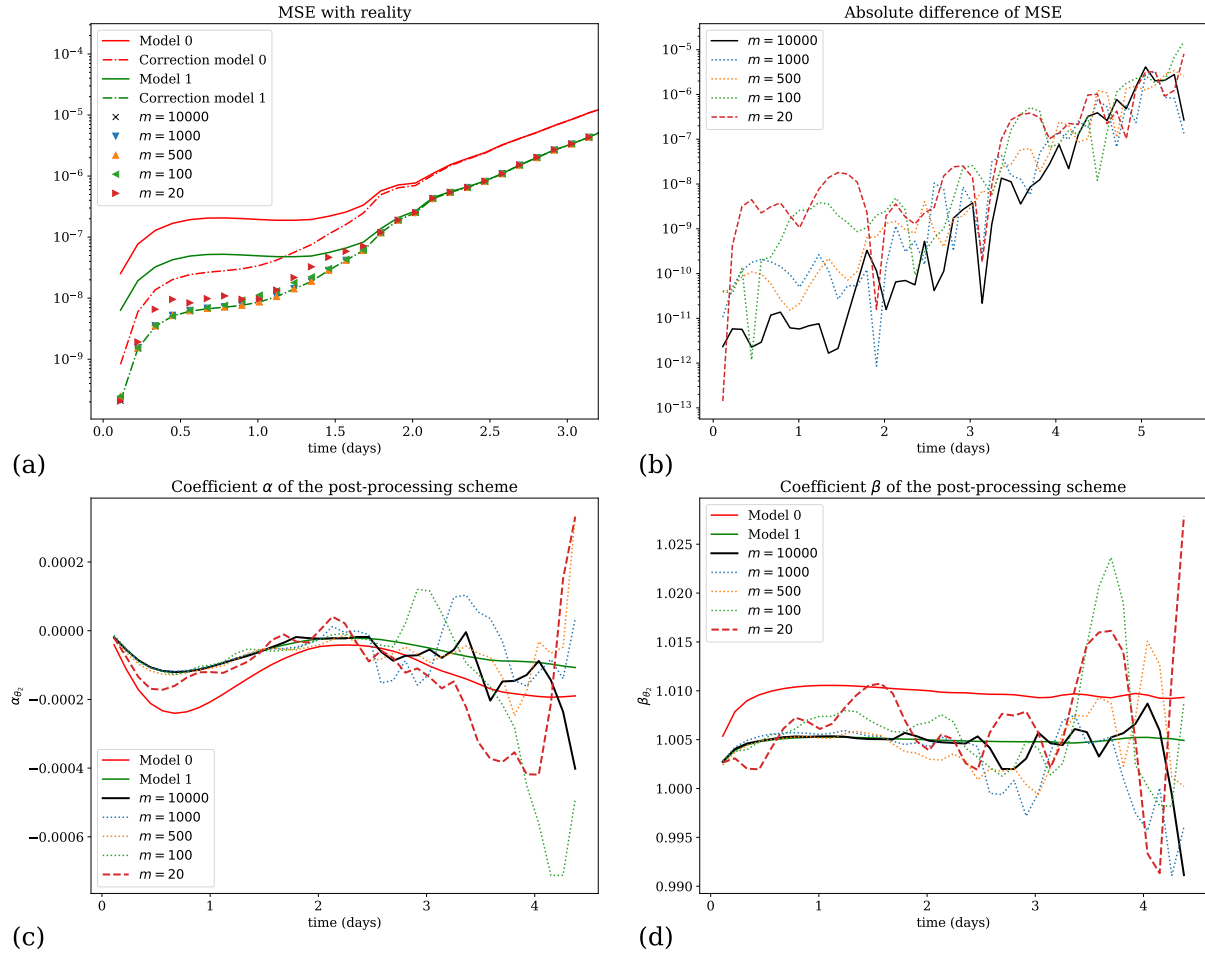 MSE with reality
10⁻⁴
10⁻⁵
10⁻⁶
10⁻⁷
10⁻⁸
10⁻⁹
Model 0
Correction model 0
Model 1
Correction model 1
m = 10000
m = 1000
m = 500
m = 100
m = 20
0.0 0.5 1.0 1.5 2.0 2.5 3.0
time (days)
(a)
Absolute difference of MSE
10⁻⁵
10⁻⁶
10⁻⁷
10⁻⁸
10⁻⁹
10⁻¹⁰
10⁻¹¹
10⁻¹²
10⁻¹³
m = 10000
m = 1000
m = 500
m = 100
m = 20
0 1 2 3 4 5
time (days)
(b)
Coefficient α of the post-processing scheme
0.0002
0.0000
−0.0002
−0.0004
−0.0006
α_θ₂
Model 0
Model 1
m = 10000
m = 1000
m = 500
m = 100
m = 20
0 1 2 3 4
time (days)
(c)
Coefficient β of the post-processing scheme
1.025
1.020
1.015
1.010
1.005
1.000
0.995
0.990
β_θ₂
Model 0
Model 1
m = 10000
m = 1000
m = 500
m = 100
m = 20
0 1 2 3 4
time (days)
(d)